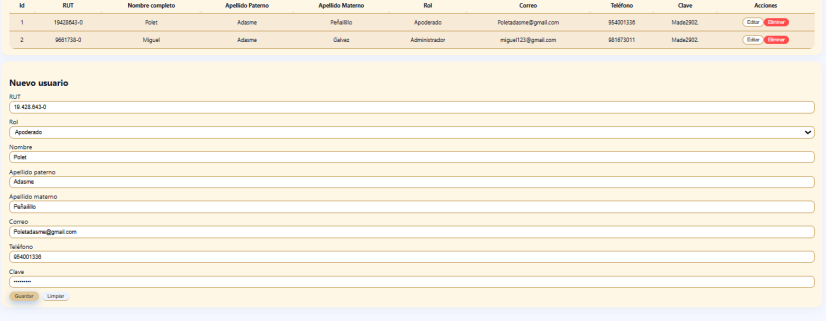 Id RUT Nombre completo Apellido Paterno Apellido Materno Rol Correo Teléfono Clave Acciones
1 19428643-0 Polet Adasme Peñailillo Apoderado Poletadasme@gmail.com 954001336 Made2902. Editar Eliminar
2 9661738-0 Miguel Adasme Galvez Administrador miguel123@gmail.com 981673011 Made2902. Editar Eliminar
Nuevo usuario
RUT
19.428.643-0
Rol
Apoderado
Nombre
Polet
Apellido paterno
Adasme
Apellido materno
Peñailillo
Correo
Poletadasme@gmail.com
Teléfono
954001336
Clave
Guardar Limpiar